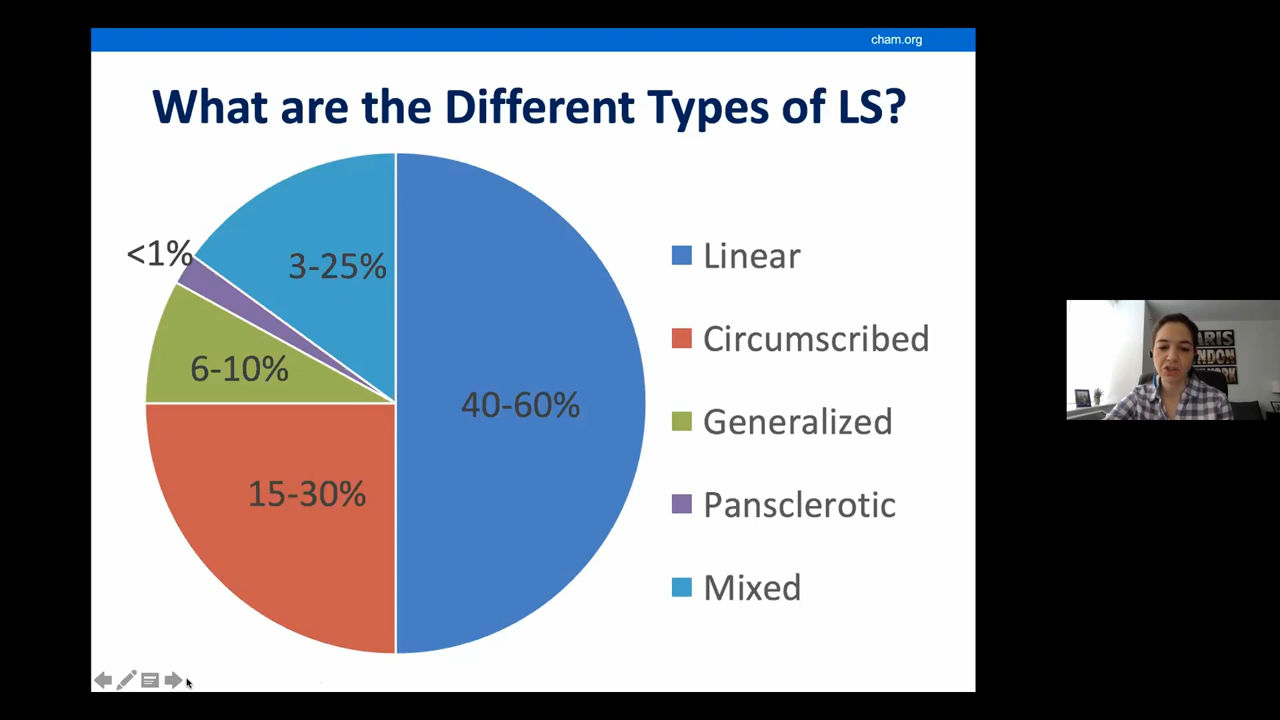 cham.org
What are the Different Types of LS?
<1%
3-25%
6-10%
40-60%
15-30%
Linear
Circumscribed
Generalized
Pansclerotic
Mixed